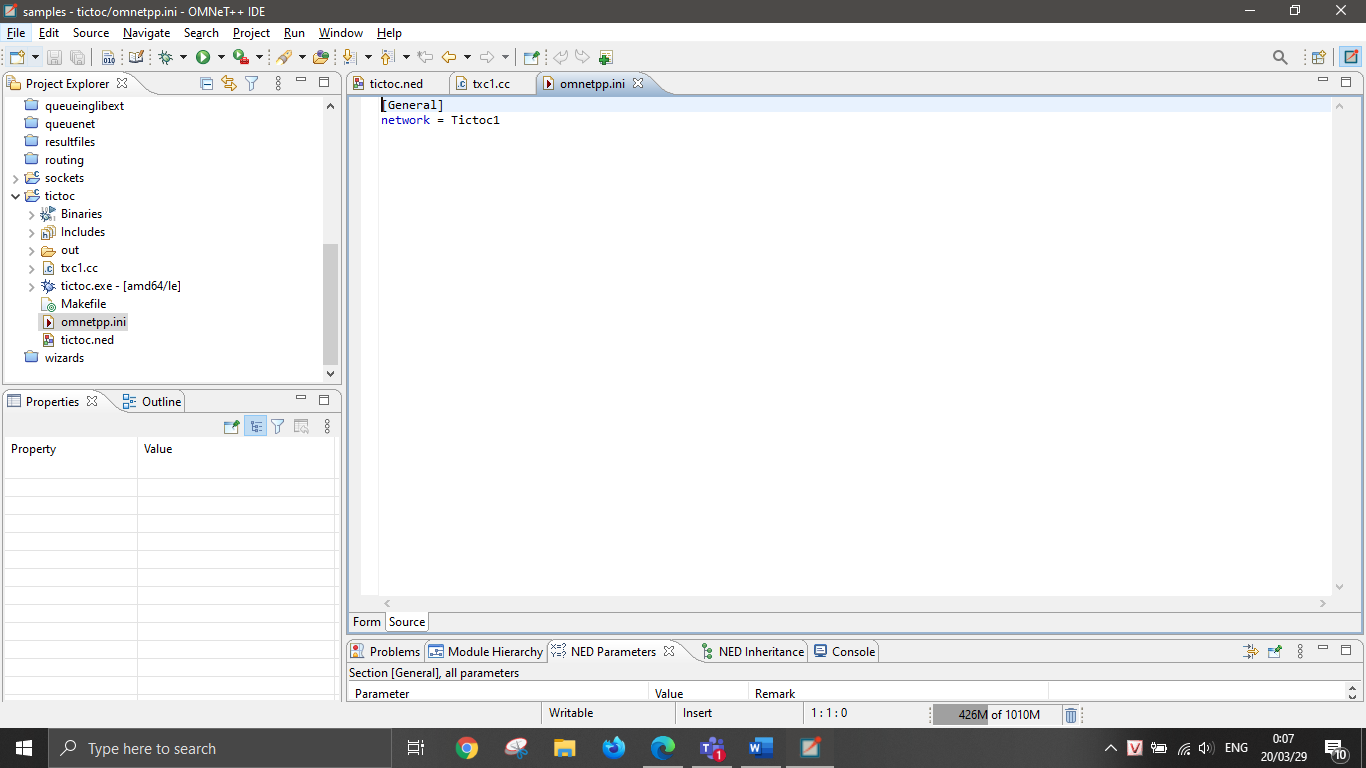 samples - tictoc/omnetpp.ini - OMNeT++ IDE
File Edit Source Navigate Search Project Run Window Help
Project Explorer
queueinglibext
queuenet
resultfiles
routing
sockets
tictoc
Binaries
Includes
out
txc1.cc
tictoc.exe - [amd64/le]
Makefile
omnetpp.ini
tictoc.ned
wizards
Properties Outline
Property Value
tictoc.ned txc1.cc omnetpp.ini
[General]
network = Tictoc1
Form Source
Problems Module Hierarchy NED Parameters NED Inheritance Console
Section [General], all parameters
Parameter Value Remark
Writable Insert 1 : 1 : 0 426M of 1010M
Type here to search
1
ENG
0:07
20/03/29
10